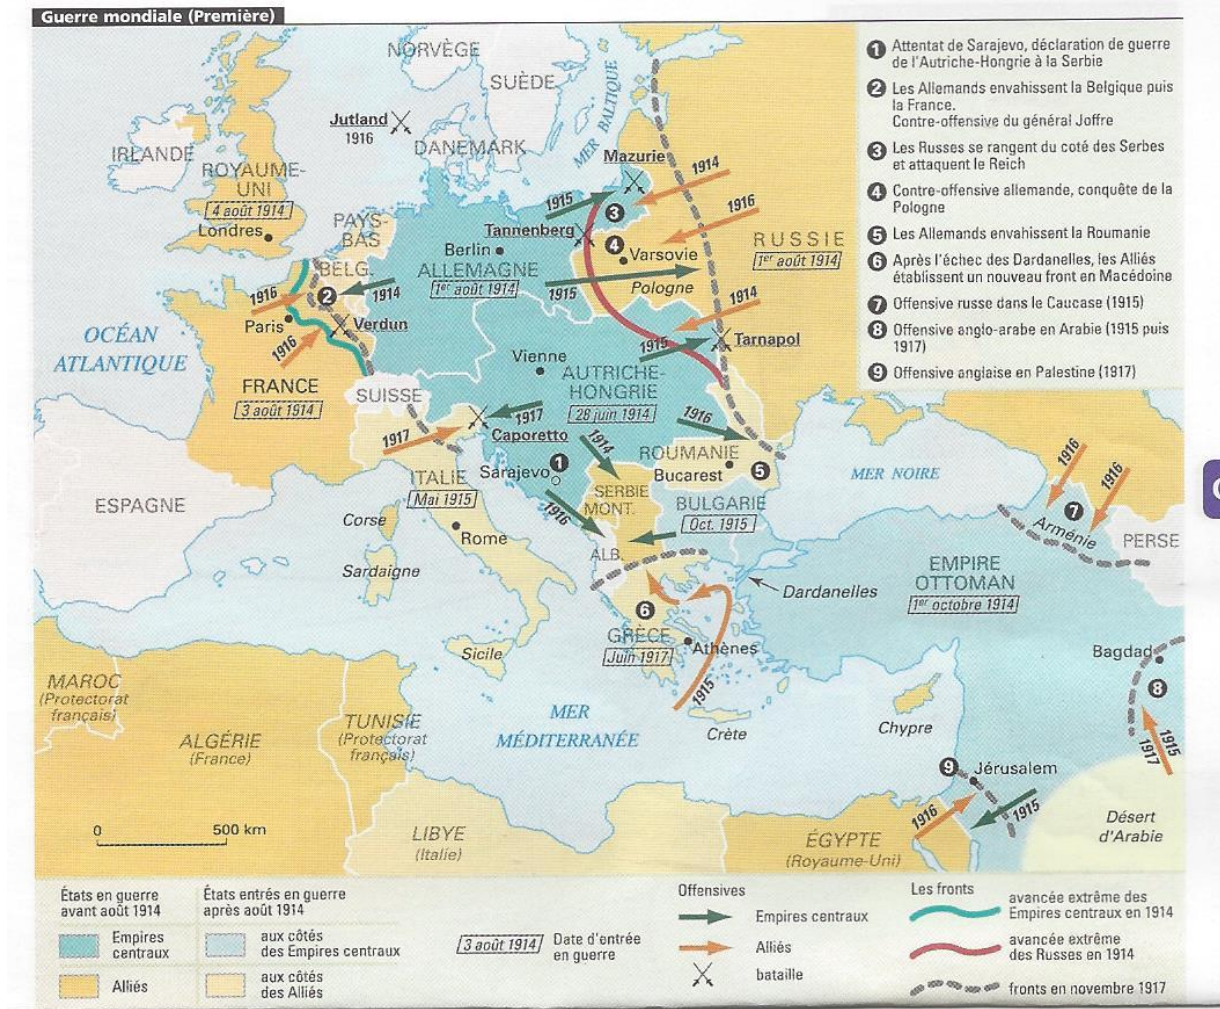 Guerre mondiale (Première)
1 Attentat de Sarajevo, déclaration de guerre
de l'Autriche-Hongrie à la Serbie
2 Les Allemands envahissent la Belgique puis
la France.
Contre-offensive du général Joffre
3 Les Russes se rangent du coté des Serbes
et attaquent le Reich
4 Contre-offensive allemande, conquête de la
Pologne
5 Les Allemands envahissent la Roumanie
6 Après l'échec des Dardanelles, les Alliés
établissent un nouveau front en Macédoine
7 Offensive russe dans le Caucase (1915)
8 Offensive anglo-arabe en Arabie (1915 puis
1917)
9 Offensive anglaise en Palestine (1917)
NORVÈGE
SUÈDE
MER BALTIQUE
Jutland
1916
DANEMARK
IRLANDE
ROYAUME-
UNI
4 août 1914
Londres
Mazurie
1914
1915
3
1916
PAYS-
BAS
Tannenberg
4
Varsovie
RUSSIE
1er août 1914
Berlin
ALLEMAGNE
1er août 1914
BELG.
2
1914
1915
Pologne
1916
Paris
Verdun
1916
1914
Tarnapol
1915
OCÉAN
ATLANTIQUE
Vienne
AUTRICHE-
HONGRIE
28 juin 1914
FRANCE
3 août 1914
SUISSE
1917
Caporetto
1917
1914
1916
ROUMANIE
Bucarest
5
MER NOIRE
1916
1916
ITALIE
Mai 1915
Sarajevo
1
SERBIE
MONT.
1916
BULGARIE
Oct. 1915
7
Arménie
PERSE
ESPAGNE
Corse
Rome
Sardaigne
ALB.
EMPIRE
OTTOMAN
1er octobre 1914
Dardanelles
6
GRÈCE
Juin 1917
Athènes
1915
Sicile
Bagdad
8
1915
1917
MAROC
(Protectorat
français)
ALGÉRIE
(France)
TUNISIE
(Protectorat
français)
MER
MÉDITERRANÉE
Crète
Chypre
9
Jérusalem
1916
1915
Désert
d'Arabie
0
500 km
LIBYE
(Italie)
ÉGYPTE
(Royaume-Uni)
États en guerre
avant août 1914
Empires
centraux
Alliés
États entrés en guerre
après août 1914
aux côtés
des Empires centraux
aux côtés
des Alliés
3 août 1914
Date d'entrée
en guerre
Offensives
Empires centraux
Alliés
bataille
Les fronts
avancée extrême des
Empires centraux en 1914
avancée extrême
des Russes en 1914
fronts en novembre 1917